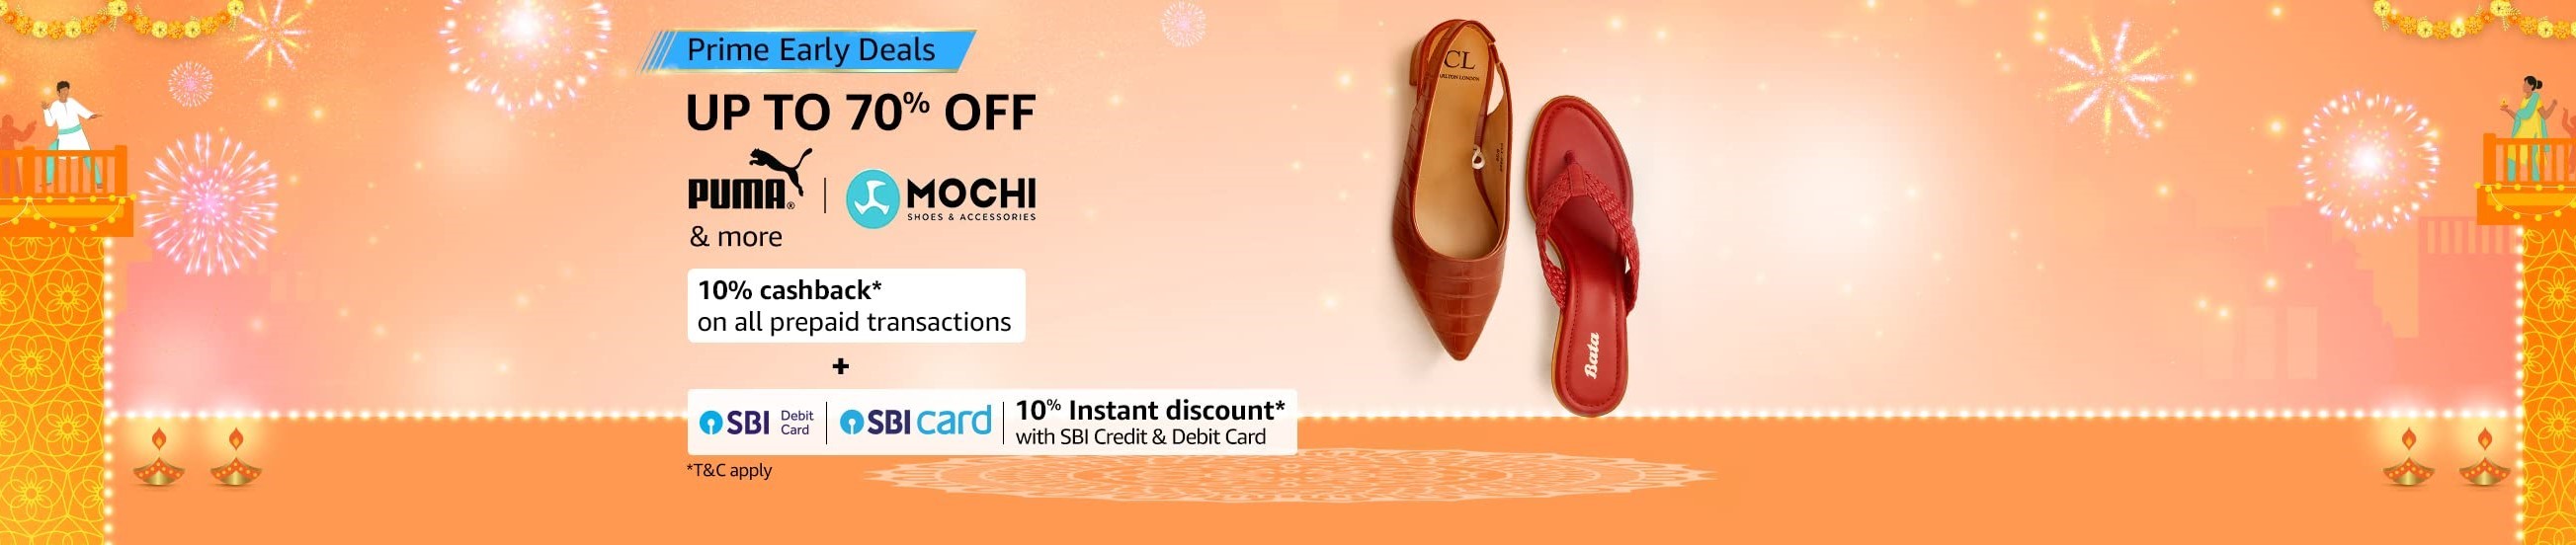 Prime Early Deals
UP TO 70% OFF
PUMA®
MOCHI
SHOES & ACCESSORIES
& more
10% cashback*
on all prepaid transactions
+
SBI Debit Card
SBI card
10% Instant discount*
with SBI Credit & Debit Card
*T&C apply
CL
Bata